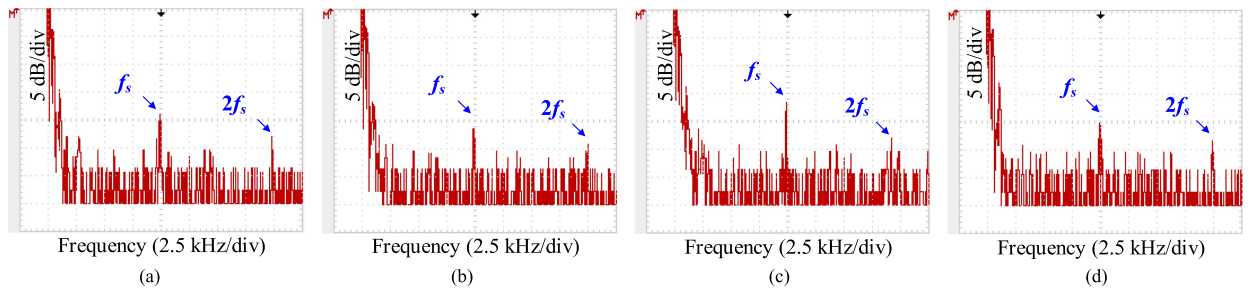 M
5 dB/div
fs
2fs
Frequency (2.5 kHz/div)
(a)
M
5 dB/div
fs
2fs
Frequency (2.5 kHz/div)
(b)
M
5 dB/div
fs
2fs
Frequency (2.5 kHz/div)
(c)
M
5 dB/div
fs
2fs
Frequency (2.5 kHz/div)
(d)